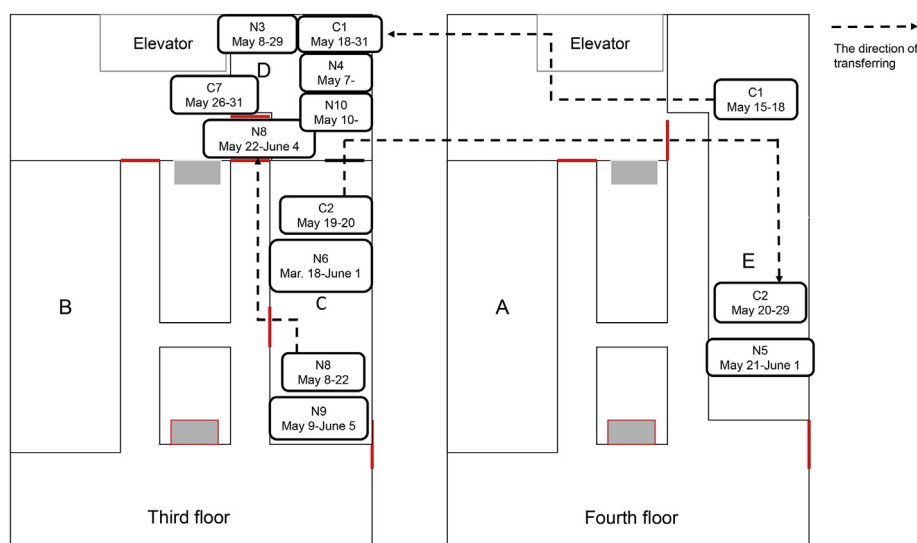 Elevator
N3
May 8-29
C1
May 18-31
D
N4
May 7-
C7
May 26-31
N10
May 10-
N8
May 22-June 4
C2
May 19-20
N6
Mar. 18-June 1
B
C
N8
May 8-22
N9
May 9-June 5
Third floor
Elevator
C1
May 15-18
E
A
C2
May 20-29
N5
May 21-June 1
Fourth floor
The direction of
transferring